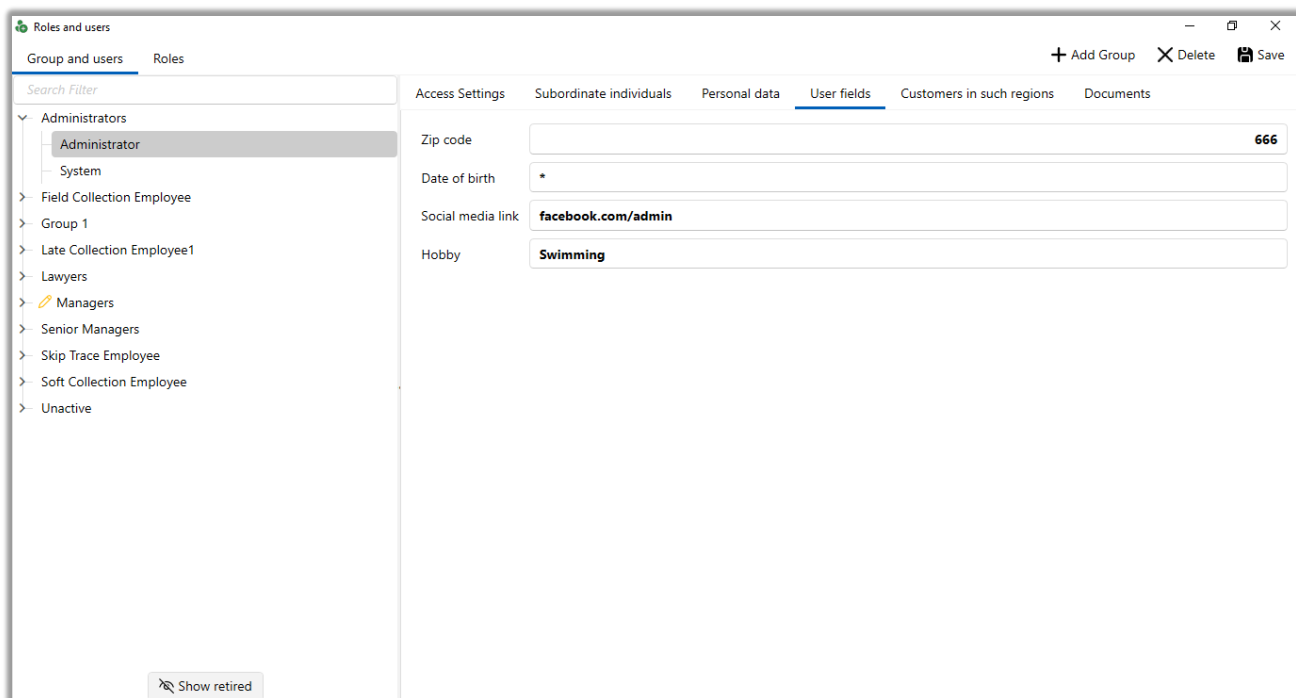 Roles and users
Group and users Roles
Add Group Delete Save
Search Filter
Administrators
Administrator
System
Field Collection Employee
Group 1
Late Collection Employee1
Lawyers
Managers
Senior Managers
Skip Trace Employee
Soft Collection Employee
Unactive
Show retired
Access Settings Subordinate individuals Personal data User fields Customers in such regions Documents
Zip code 666
Date of birth *
Social media link facebook.com/admin
Hobby Swimming